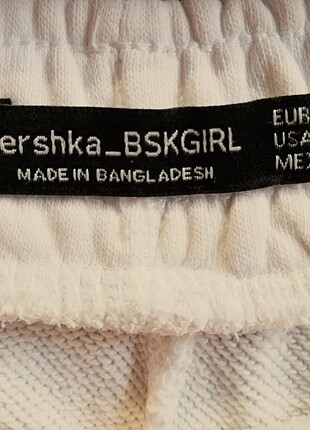 ershka_BSKGIRL
MADE IN BANGLADESH
EUR
USA
MEX